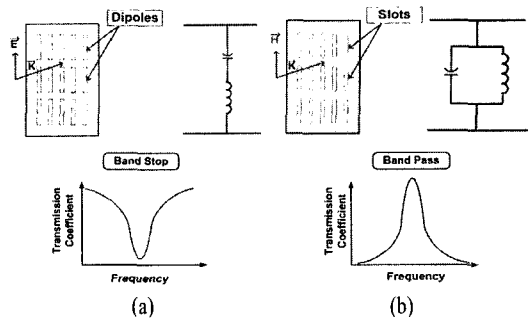 Dipoles
E
K
Slots
H
K
Band Stop
Transmission
Coefficient
Frequency
(a)
Band Pass
Transmission
Coefficient
Frequency
(b)